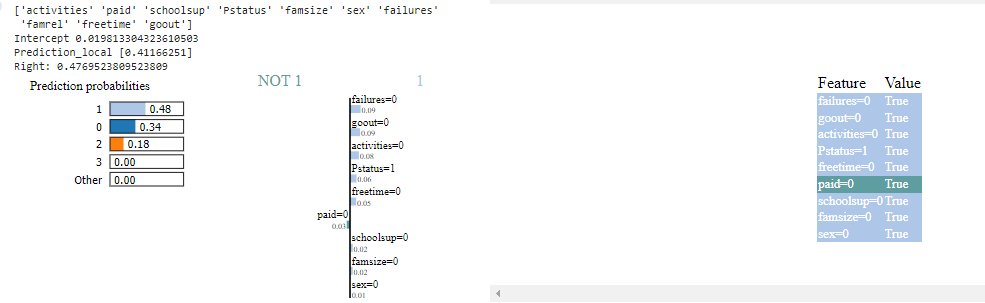 ['activities' 'paid' 'schoolsup' 'Pstatus' 'famsize' 'sex' 'failures'
'famrel' 'freetime' 'goout']
Intercept 0.019813304323610503
Prediction_local [0.41166251]
Right: 0.4769523809523809
Prediction probabilities
1 0.48
0 0.34
2 0.18
3 0.00
Other 0.00
NOT 1 1
failures=0
0.09
goout=0
0.09
activities=0
0.08
Pstatus=1
0.06
freetime=0
0.05
paid=0
0.03
schoolsup=0
0.02
famsize=0
0.02
sex=0
0.01
Feature Value
failures=0 True
goout=0 True
activities=0 True
Pstatus=1 True
freetime=0 True
paid=0 True
schoolsup=0 True
famsize=0 True
sex=0 True